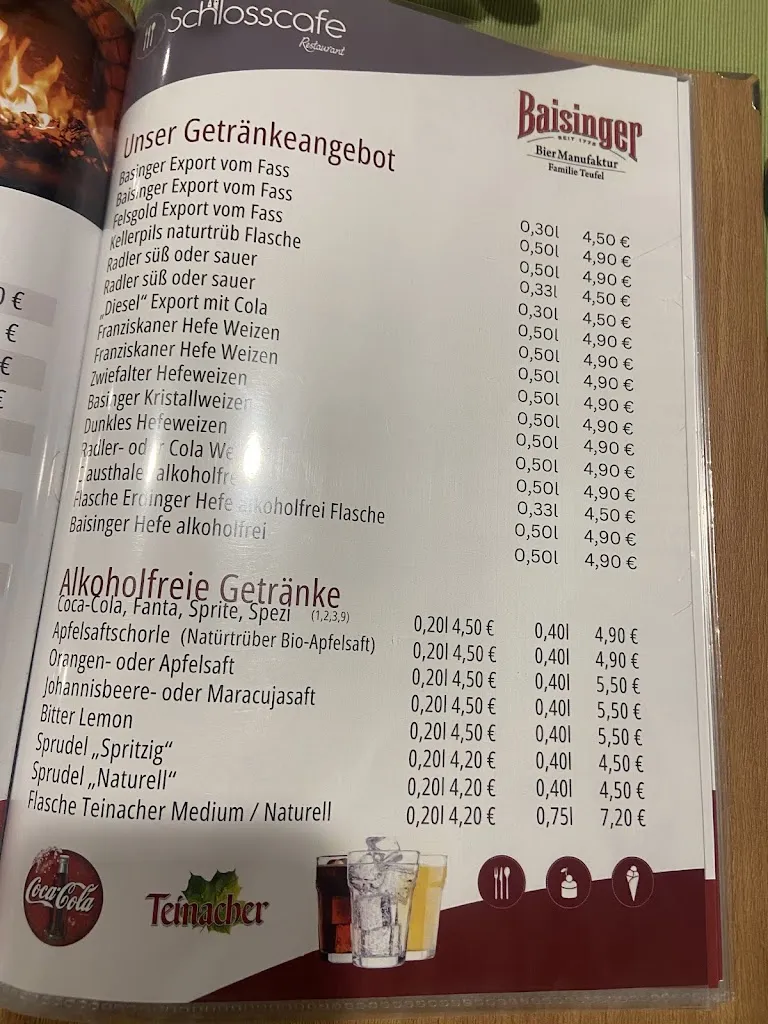 Schlosscafe
Restaurant
Baisinger
SEIT 1775
BierManufaktur
Familie Teufel
Unser Getränkeangebot
Basinger Export vom Fass 0,30l 4,50 €
Baisinger Export vom Fass 0,50l 4,90 €
Felsgold Export vom Fass 0,50l 4,90 €
Kellerpils naturtrüb Flasche 0,33l 4,50 €
Radler süß oder sauer 0,30l 4,50 €
Radler süß oder sauer 0,50l 4,90 €
„Diesel“ Export mit Cola 0,50l 4,90 €
Franziskaner Hefe Weizen 0,50l 4,90 €
Franziskaner Hefe Weizen 0,50l 4,90 €
Zwiefalter Hefeweizen 0,50l 4,90 €
Basinger Kristallweizen 0,50l 4,90 €
Dunkles Hefeweizen 0,50l 4,90 €
Radler- oder Cola 0,50l 4,90 €
0,33l 4,50 €
Flasche Erdinger Hefe alkoholfrei Flasche 0,50l 4,90 €
Baisinger Hefe alkoholfrei 0,50l 4,90 €
Alkoholfreie Getränke
Coca-Cola, Fanta, Sprite, Spezi (1,2,3,9) 0,20l 4,50 € 0,40l 4,90 €
Apfelsaftschorle (Natürtrüber Bio-Apfelsaft) 0,20l 4,50 € 0,40l 4,90 €
Orangen- oder Apfelsaft 0,20l 4,50 € 0,40l 5,50 €
Johannisbeere- oder Maracujasaft 0,20l 4,50 € 0,40l 5,50 €
Bitter Lemon 0,20l 4,50 € 0,40l 5,50 €
Sprudel „Spritzig“ 0,20l 4,20 € 0,40l 4,50 €
Sprudel „Naturell“ 0,20l 4,20 € 0,40l 4,50 €
Flasche Teinacher Medium / Naturell 0,20l 4,20 € 0,75l 7,20 €
Coca-Cola
Teinacher